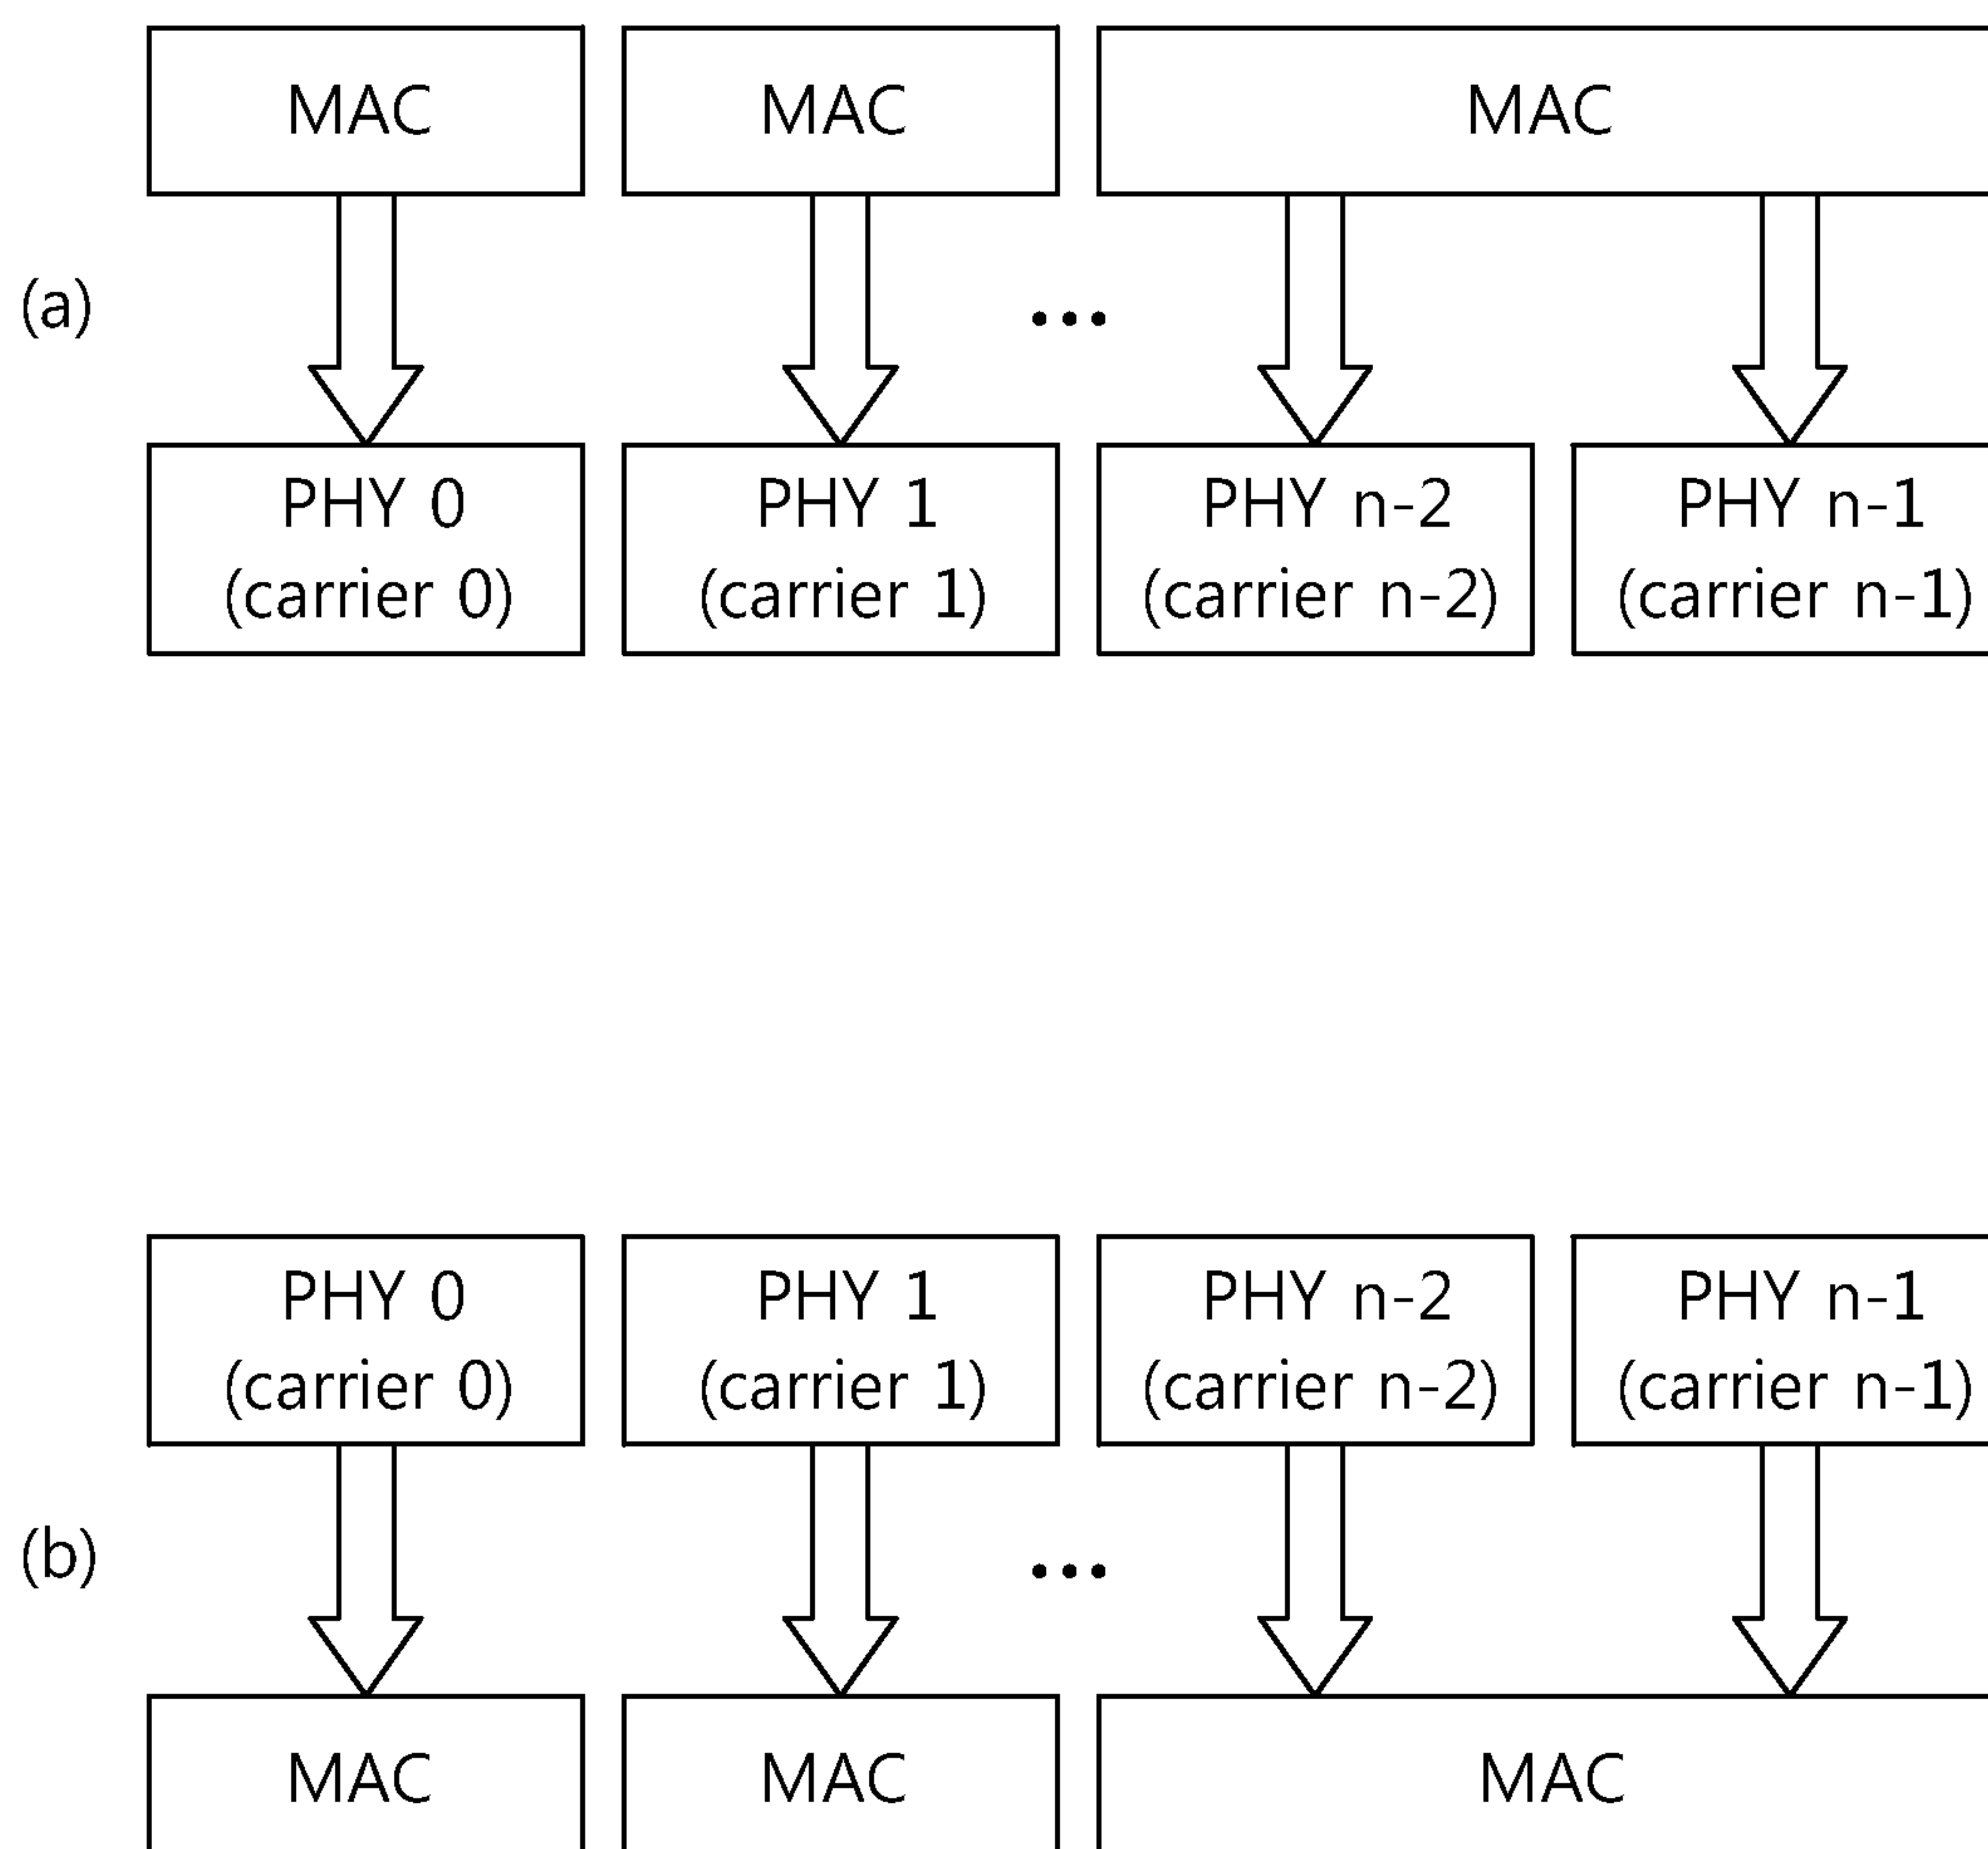 MAC MAC MAC
(a)
...
PHY 0 PHY 1 PHY n-2 PHY n-1
(carrier 0) (carrier 1) (carrier n-2) (carrier n-1)
PHY 0 PHY 1 PHY n-2 PHY n-1
(carrier 0) (carrier 1) (carrier n-2) (carrier n-1)
(b)
...
MAC MAC MAC